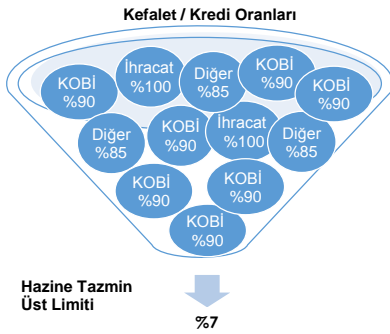 Kefalet / Kredi Oranları
KOBİ
%90
İhracat
%100
Diğer
%85
KOBİ
%90
KOBİ
%90
Diğer
%85
KOBİ
%90
İhracat
%100
Diğer
%85
KOBİ
%90
KOBİ
%90
KOBİ
%90
Hazine Tazmin
Üst Limiti
%7